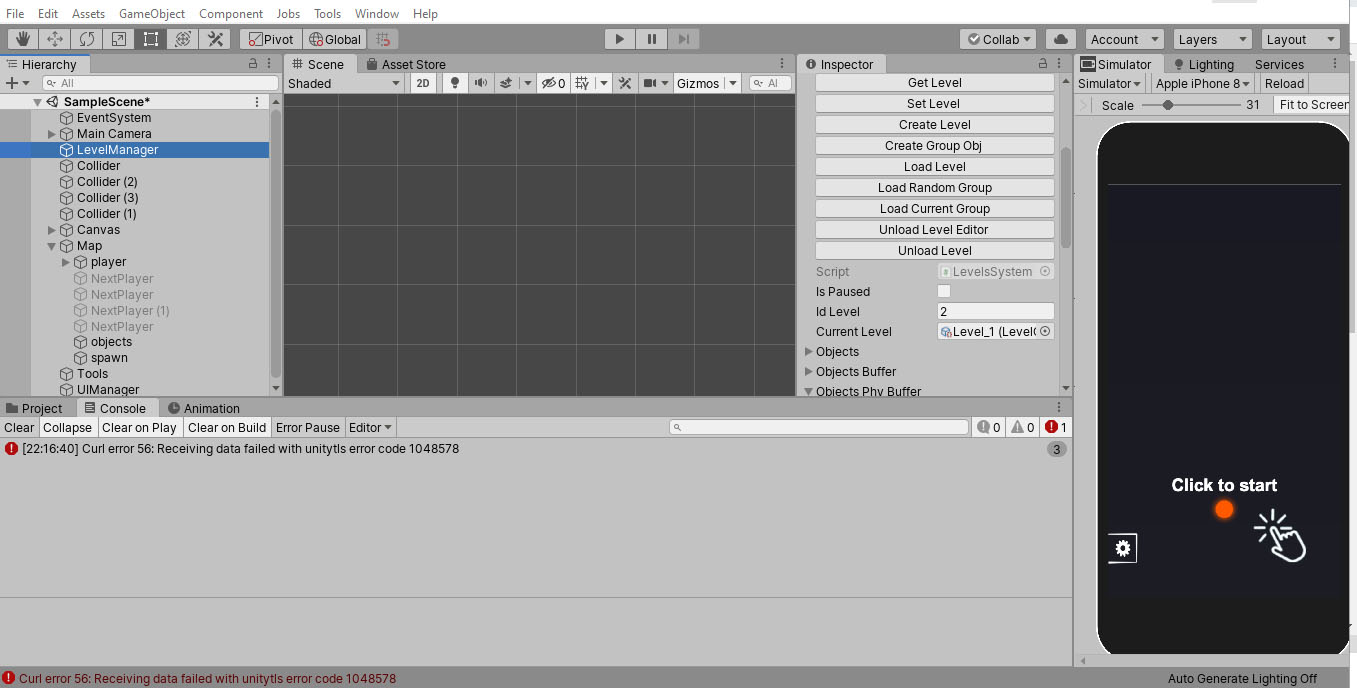 File Edit Assets GameObject Component Jobs Tools Window Help
Pivot Global Collab Account Layers Layout
Hierarchy
All
SampleScene*
EventSystem
Main Camera
LevelManager
Collider
Collider (2)
Collider (3)
Collider (1)
Canvas
Map
player
NextPlayer
NextPlayer
NextPlayer (1)
NextPlayer
objects
spawn
Tools
UIManager
Scene Asset Store
Shaded 2D 0 Gizmos Al
Inspector
Get Level
Set Level
Create Level
Create Group Obj
Load Level
Load Random Group
Load Current Group
Unload Level Editor
Unload Level
Script LevelsSystem
Is Paused
Id Level 2
Current Level Level_1 (Level
Objects
Objects Buffer
Objects Phy Buffer
Simulator Lighting Services
Simulator Apple iPhone 8 Reload
Scale 31 Fit to Screen
Click to start
Project Console Animation
Clear Collapse Clear on Play Clear on Build Error Pause Editor 0 0 1
[22:16:40] Curl error 56: Receiving data failed with unitytls error code 1048578 3
Curl error 56: Receiving data failed with unitytls error code 1048578
Auto Generate Lighting Off